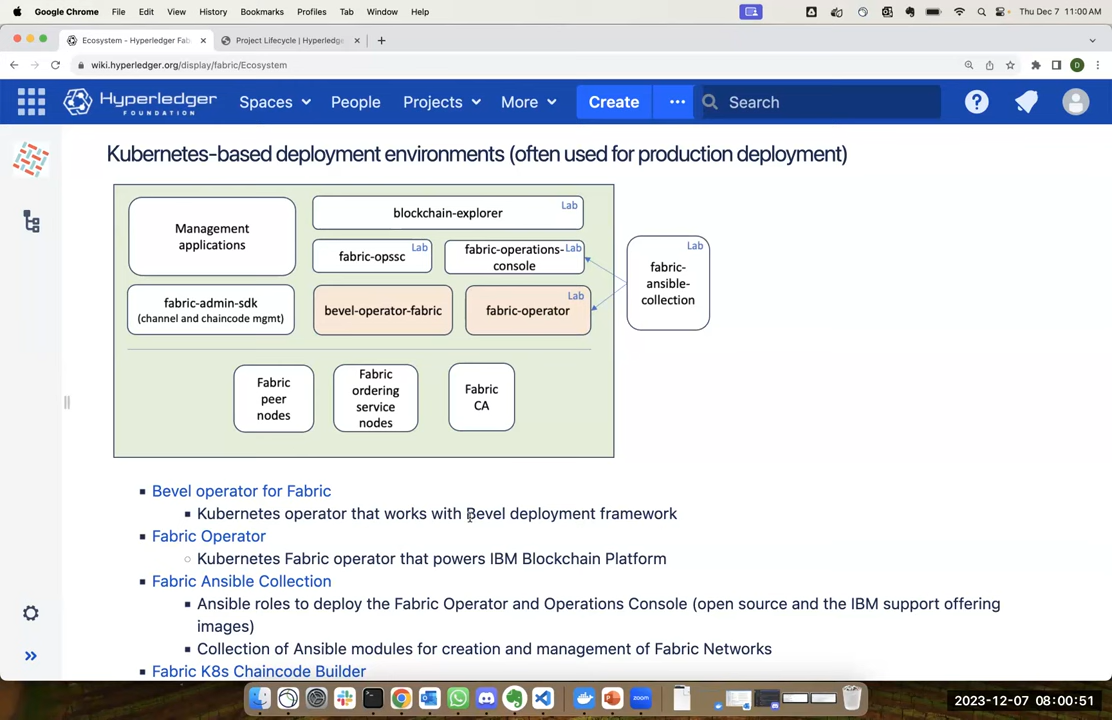 Google Chrome File Edit View History Bookmarks Profiles Tab Window Help Thu Dec 7 11:00 AM
Ecosystem - Hyperledger Fab Project Lifecycle | Hyperledge
wiki.hyperledger.org/display/fabric/Ecosystem
HYPERLEDGER FOUNDATION Spaces People Projects More Create ••• Search
Kubernetes-based deployment environments (often used for production deployment)
Management
applications
blockchain-explorer
Lab
fabric-opssc
Lab
fabric-operations-
console
Lab
fabric-ansible-collection
Lab
fabric-admin-sdk
(channel and chaincode mgmt)
bevel-operator-fabric
fabric-operator
Lab
Fabric
peer
nodes
Fabric
ordering
service
nodes
Fabric
CA
Bevel operator for Fabric
Kubernetes operator that works with Bevel deployment framework
Fabric Operator
Kubernetes Fabric operator that powers IBM Blockchain Platform
Fabric Ansible Collection
Ansible roles to deploy the Fabric Operator and Operations Console (open source and the IBM support offering
images)
Collection of Ansible modules for creation and management of Fabric Networks
Fabric K8s Chaincode Builder
zoom
2023-12-07 08:00:51